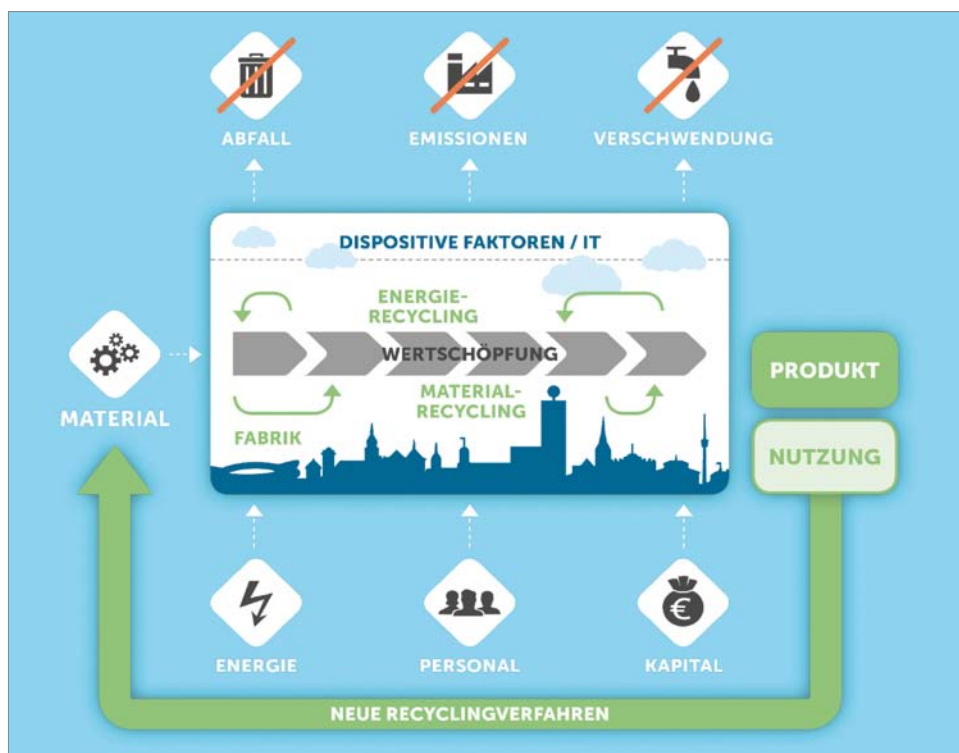 ABFALL
EMISSIONEN
VERSCHWENDUNG
DISPOSITIVE FAKTOREN / IT
ENERGIE-
RECYCLING
WERTSCHÖPFUNG
MATERIAL-
RECYCLING
FABRIK
MATERIAL
PRODUKT
NUTZUNG
€
ENERGIE
PERSONAL
KAPITAL
NEUE RECYCLINGVERFAHREN